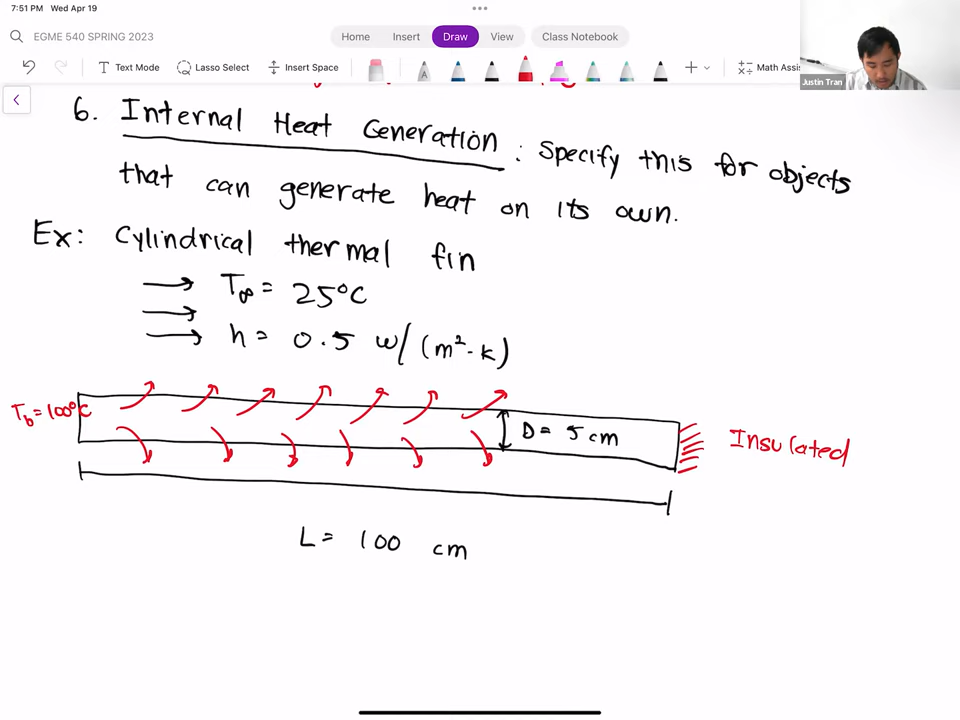 7:51 PM Wed Apr 19
EGME 540 SPRING 2023
Home Insert Draw View Class Notebook
Text Mode Lasso Select Insert Space Math Assis
Justin Tran
6. Internal Heat Generation : Specify this for objects
that can generate heat on its own.
Ex: Cylindrical thermal fin
T∞ = 25°C
h = 0.5 W/(m²-K)
Tb = 100°C
D = 5 cm
Insulated
L = 100 cm